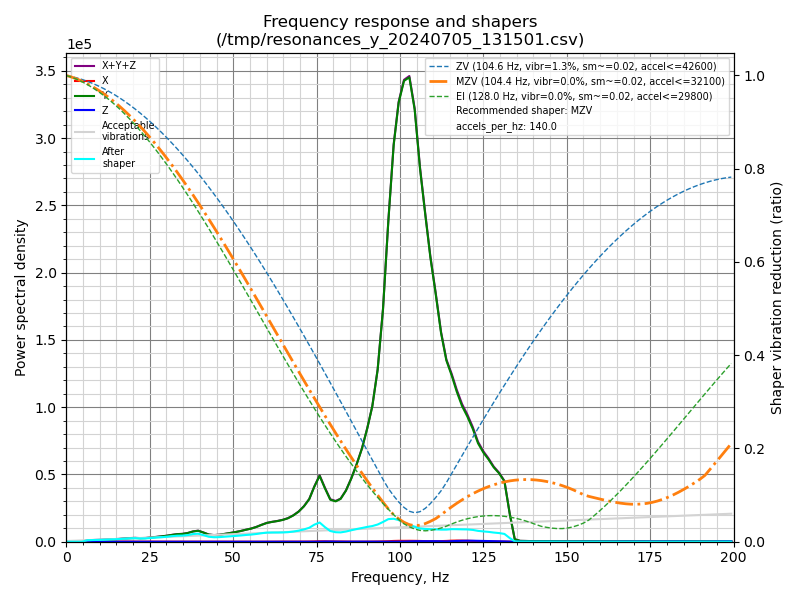 Frequency response and shapers
(/tmp/resonances_y_20240705_131501.csv)
1e5
X+Y+Z
X
Z
Acceptable
vibrations
After
shaper
ZV (104.6 Hz, vibr=1.3%, sm~=0.02, accel<=42600)
MZV (104.4 Hz, vibr=0.0%, sm~=0.02, accel<=32100)
EI (128.0 Hz, vibr=0.0%, sm~=0.02, accel<=29800)
Recommended shaper: MZV
accels_per_hz: 140.0
Power spectral density
3.5
3.0
2.5
2.0
1.5
1.0
0.5
0.0
1.0
0.8
0.6
0.4
0.2
0.0
Shaper vibration reduction (ratio)
0 25 50 75 100 125 150 175 200
Frequency, Hz